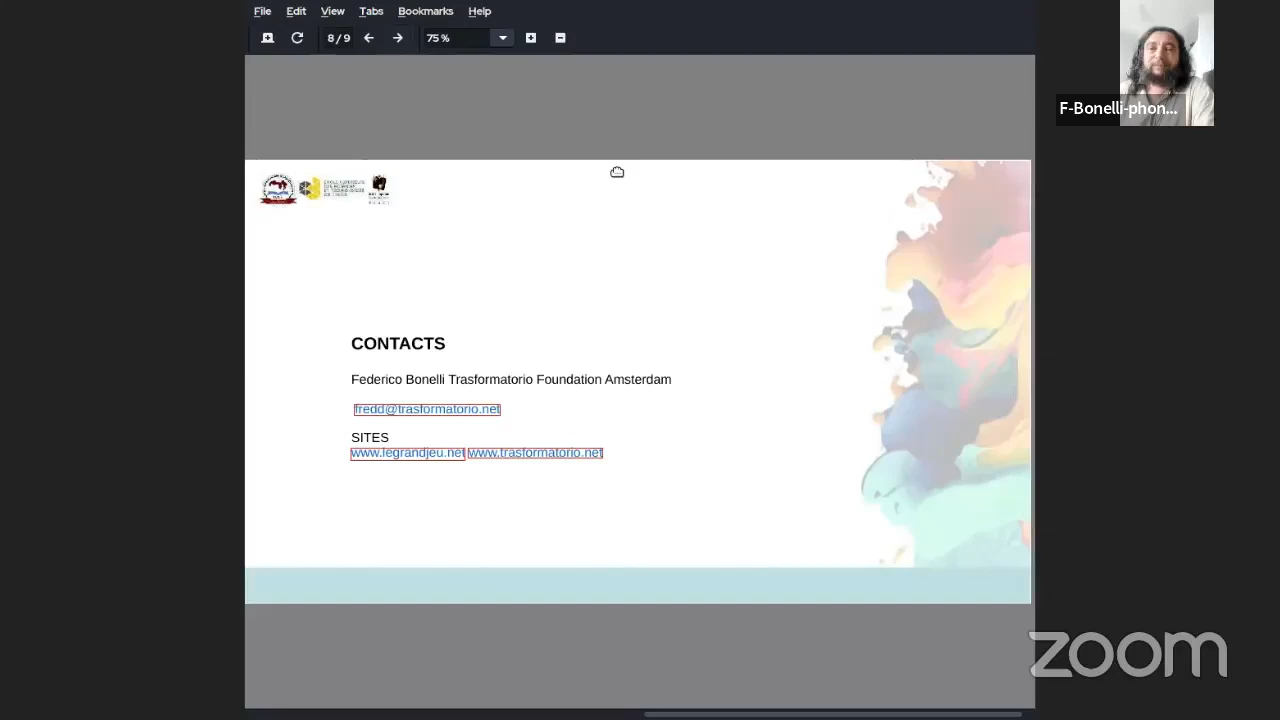 File Edit View Tabs Bookmarks Help
8 / 9 75%
F-Bonelli-phon...
CONTACTS
Federico Bonelli Trasformatorio Foundation Amsterdam
fredd@trasformatorio.net
SITES
www.legrandjeu.net www.trasformatorio.net
zoom